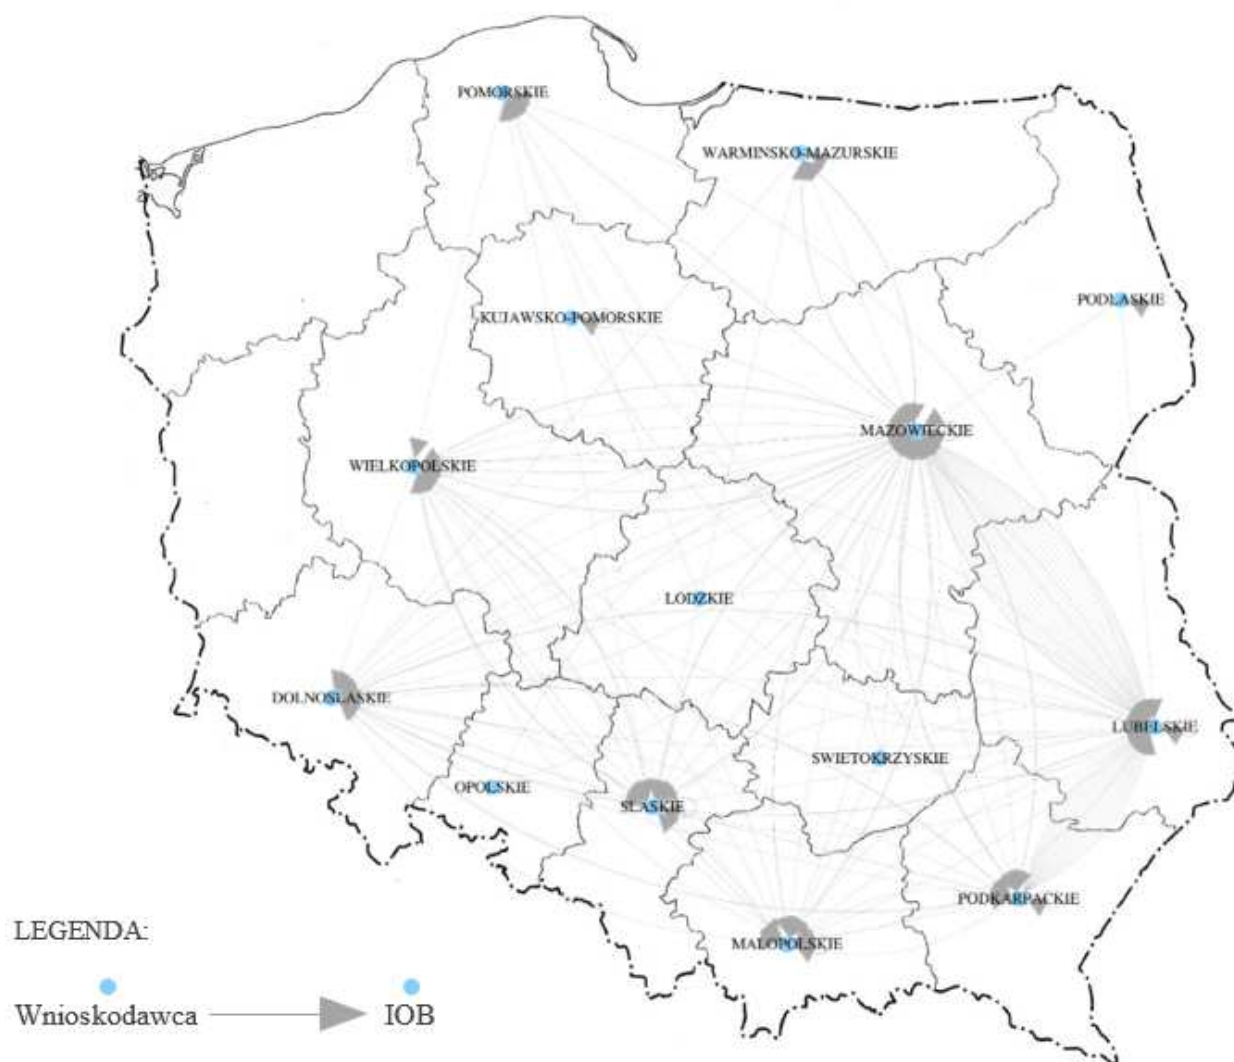 POMORSKIE
WARMINSKO-MAZURSKIE
PODLASKIE
KUJAWSKO-POMORSKIE
MAZOWIECKIE
WIELKOPOLSKIE
LODZKIE
DOLNOSLASKIE
LUBELSKIE
SWIETOKRZYSKIE
OPOLSKIE
SLASKIE
PODKARPACKIE
MALOPOLSKIE
LEGENDA:
Wnioskodawca IOB